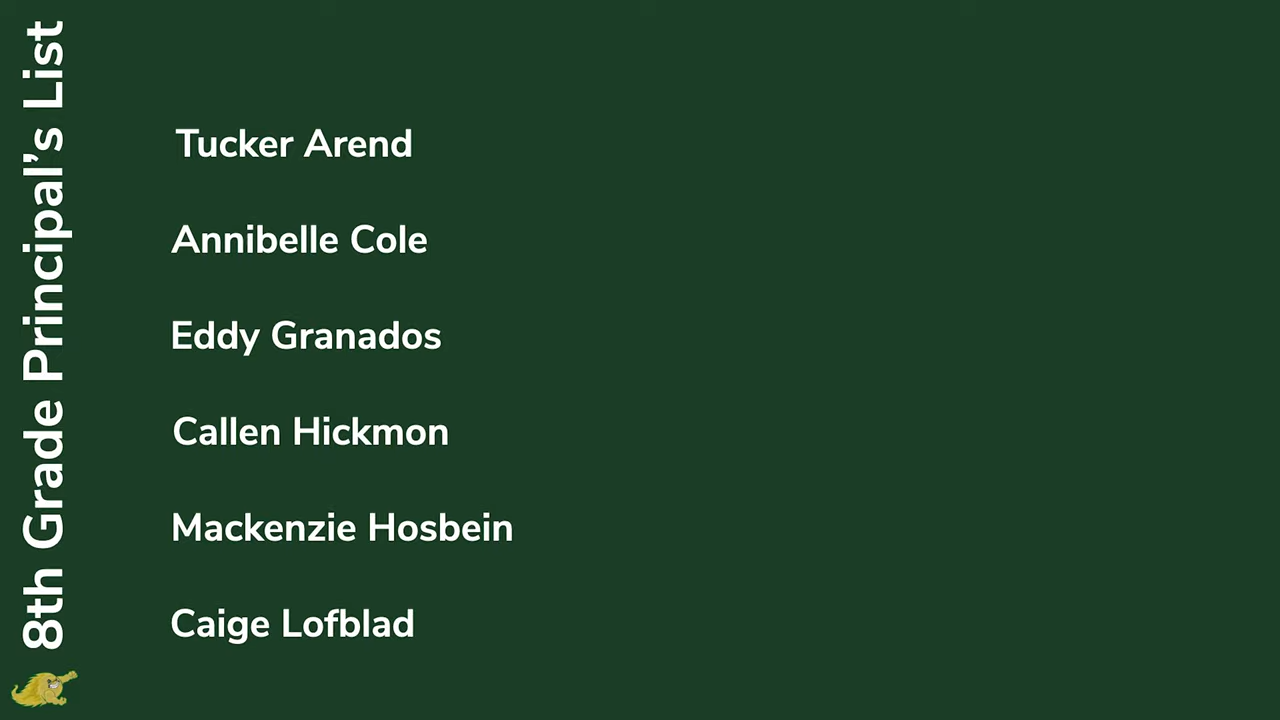 8th Grade Principal's List
Tucker Arend
Annibelle Cole
Eddy Granados
Callen Hickmon
Mackenzie Hosbein
Caige Lofblad